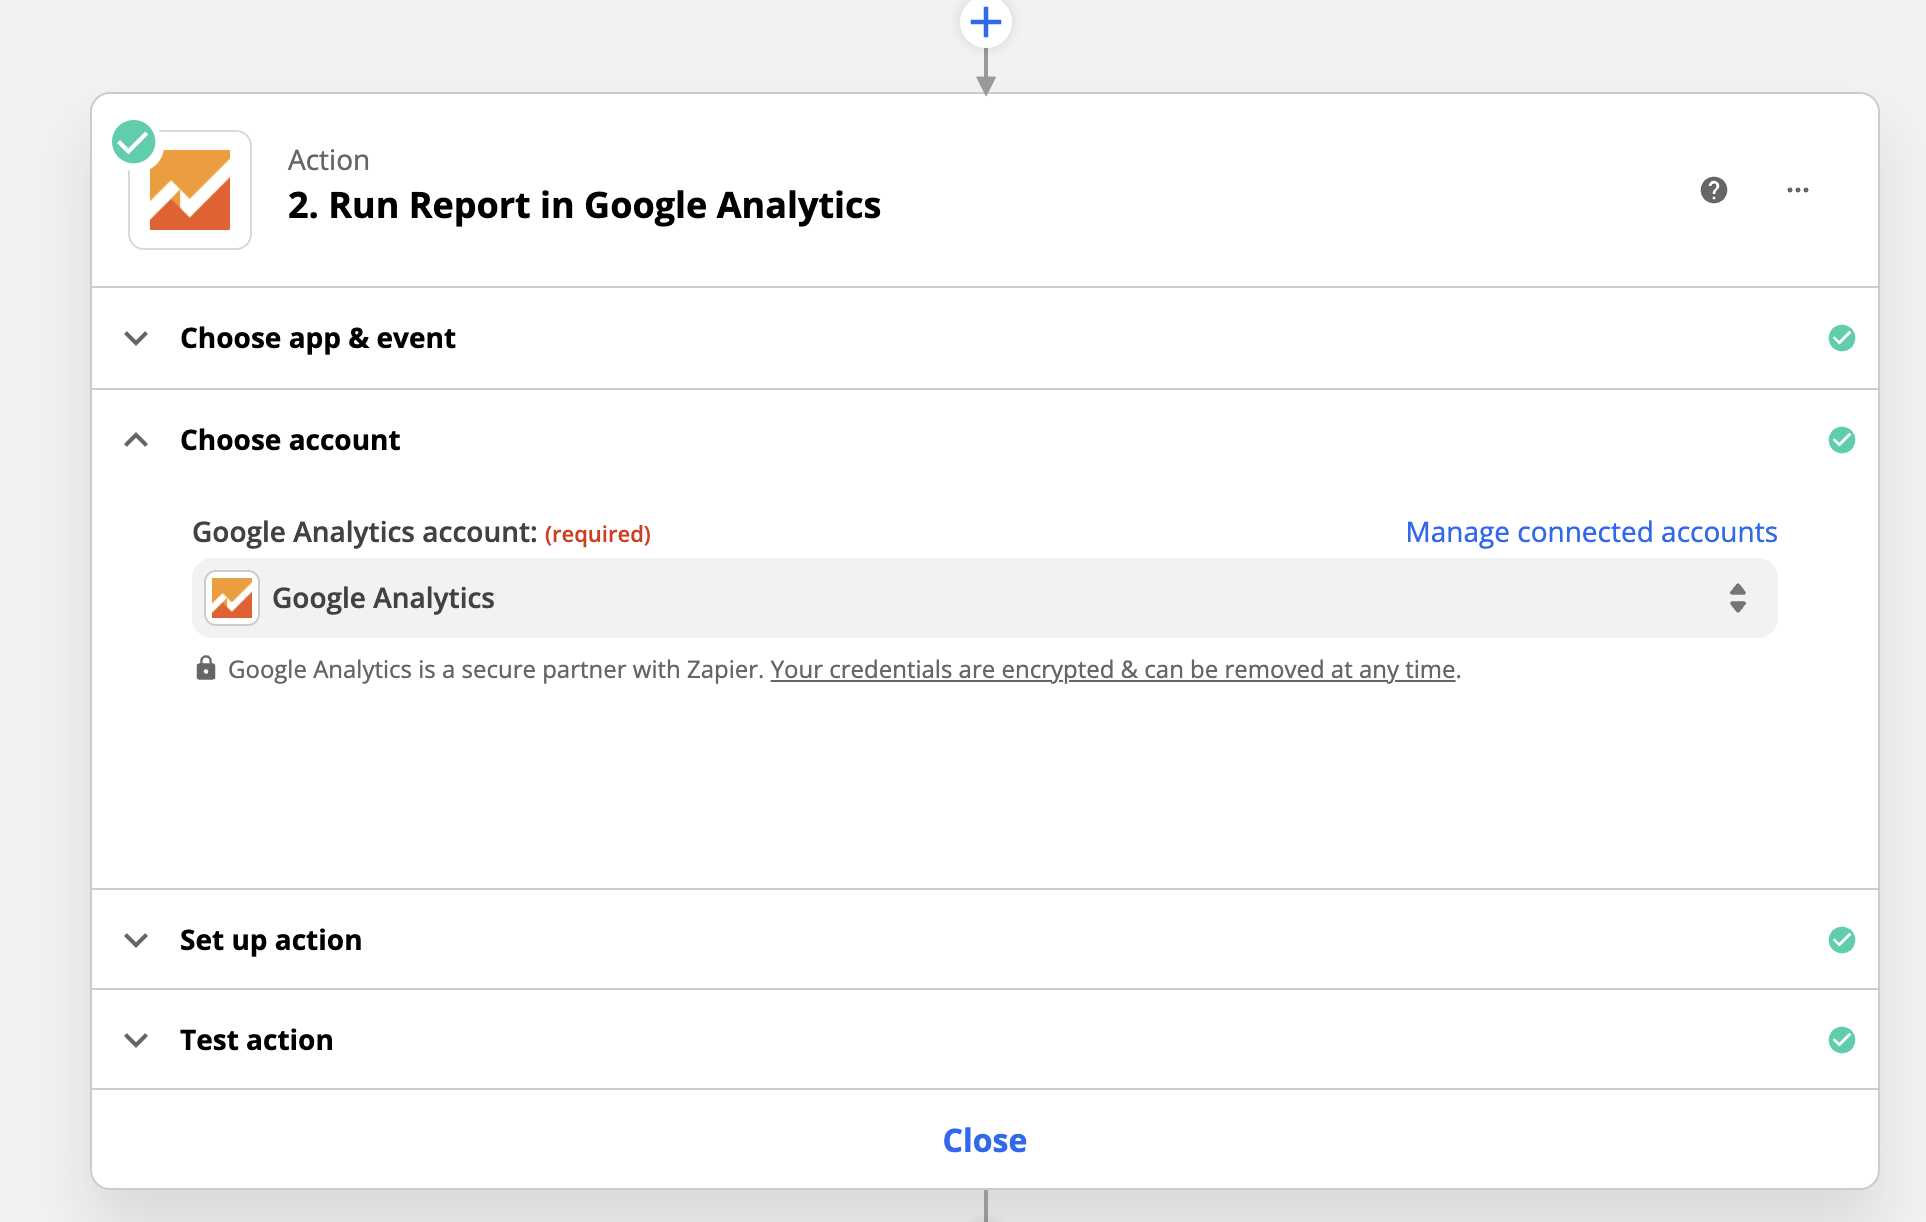 Action
2. Run Report in Google Analytics
Choose app & event
Choose account
Google Analytics account: (required)
Manage connected accounts
Google Analytics
Google Analytics is a secure partner with Zapier. Your credentials are encrypted & can be removed at any time.
Set up action
Test action
Close